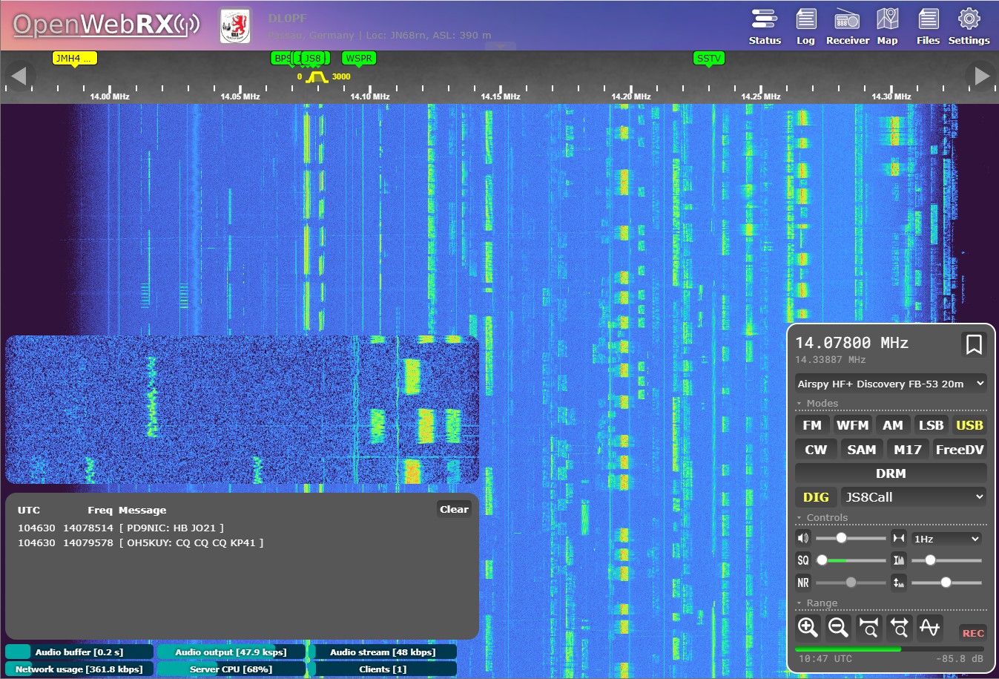 OpenWebRX
DL0PF
Passau, Germany | Loc: JN68rn, ASL: 390 m
Status
Log
Receiver
Map
Files
Settings
JMH4 ...
BPS
JS8
WSPR
SSTV
0
3000
14.00 MHz
14.05 MHz
14.10 MHz
14.15 MHz
14.20 MHz
14.25 MHz
14.30 MHz
UTC Freq Message
Clear
104630 14078514 [ PD9NIC: HB JO21 ]
104630 14079578 [ OH5KUY: CQ CQ CQ KP41 ]
Audio buffer [0.2 s]
Audio output [47.9 ksps]
Audio stream [48 kbps]
Network usage [361.8 kbps]
Server CPU [68%]
Clients [1]
14.07800 MHz
14.33887 MHz
Airspy HF+ Discovery FB-53 20m
Modes
FM WFM AM LSB USB
CW SAM M17 FreeDV
DRM
DIG JS8Call
Controls
1Hz
SQ
NR
Range
REC
10:47 UTC -85.8 dB